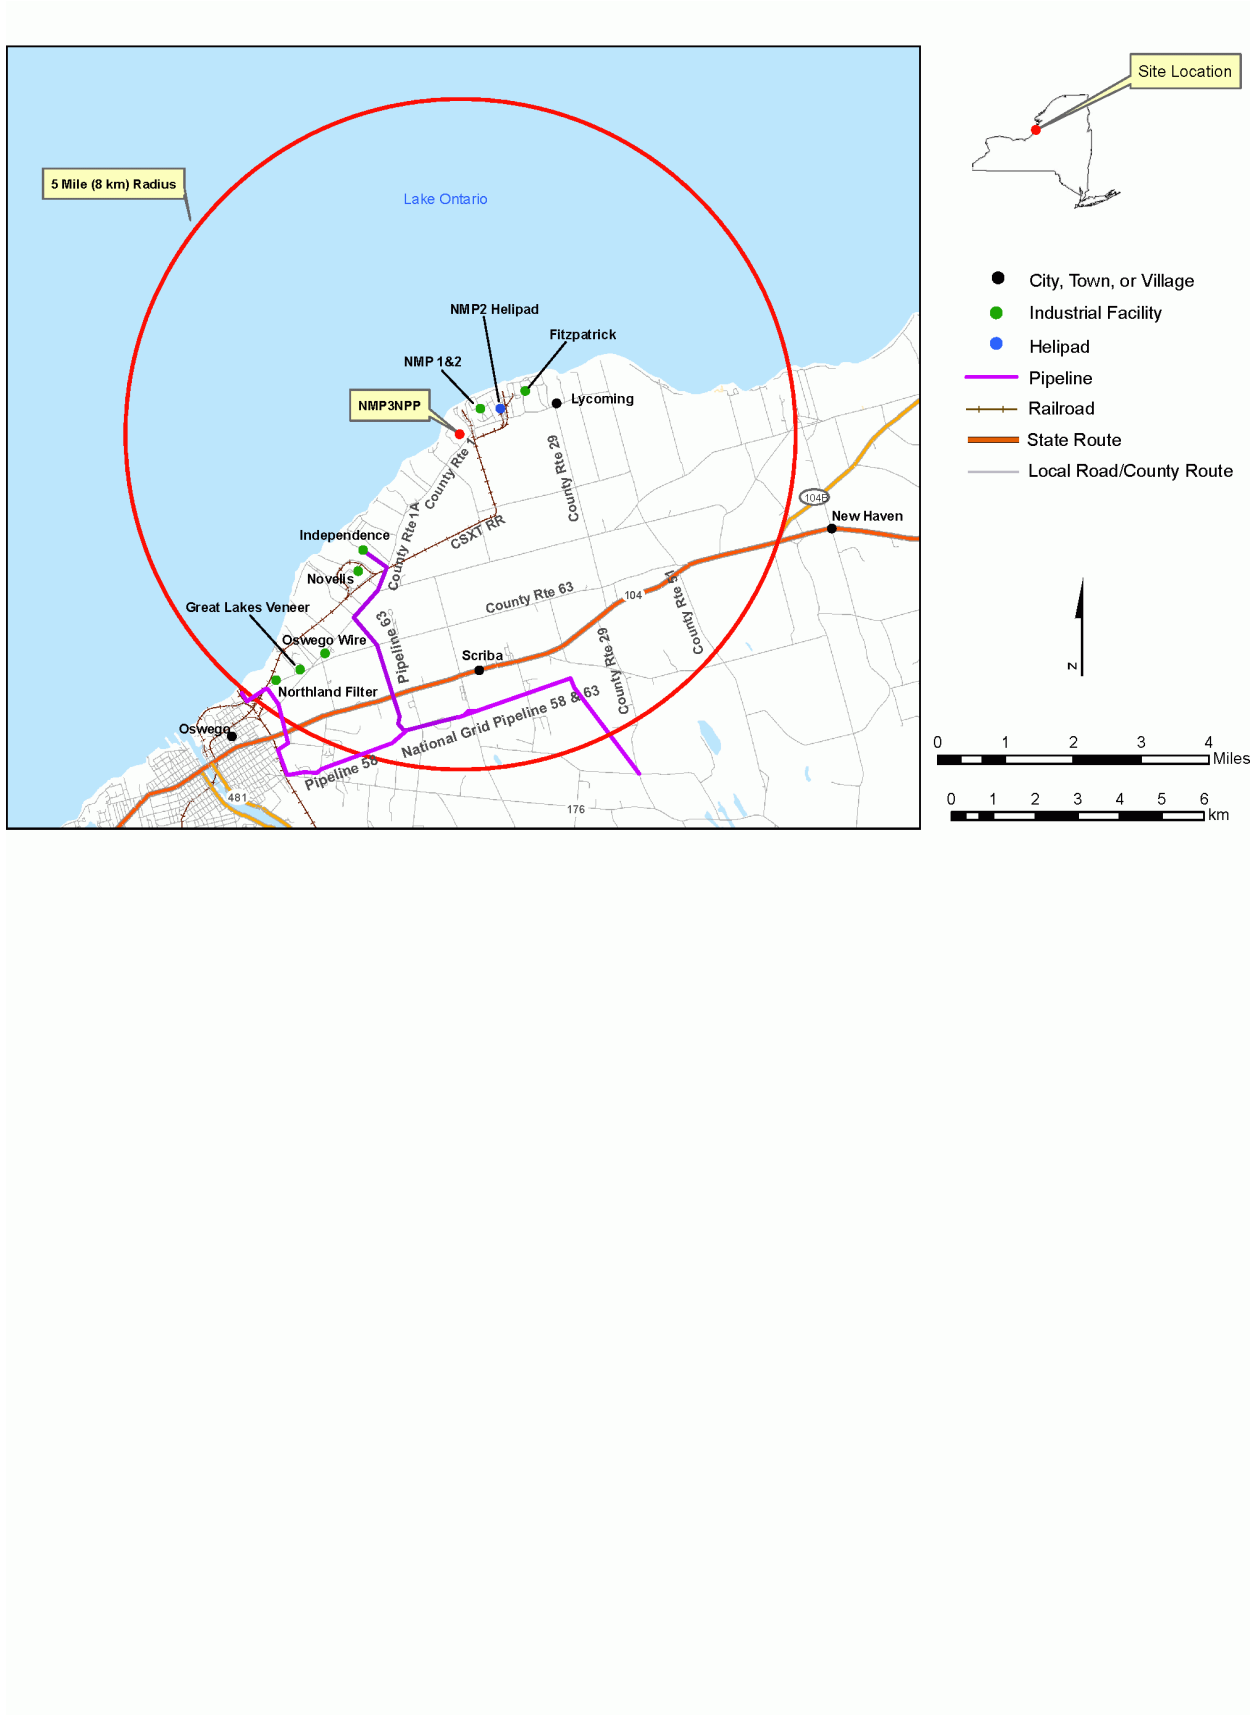 Site Location
5 Mile (8 km) Radius
Lake Ontario
NMP2 Helipad
Fitzpatrick
NMP 1&2
NMP3NPP
Lycoming
County Rte 1
County Rte 29
104B
New Haven
Independence
County Rte 1A
CSXT RR
Novells
County Rte 63
104
County Rte 51
Great Lakes Veneer
Oswego Wire
Pipeline 63
Scriba
County Rte 29
Northland Filter
National Grid Pipeline 58 & 63
Oswego
Pipeline 58
481
176
City, Town, or Village
Industrial Facility
Helipad
Pipeline
Railroad
State Route
Local Road/County Route
N
0 1 2 3 4
Miles
0 1 2 3 4 5 6
km